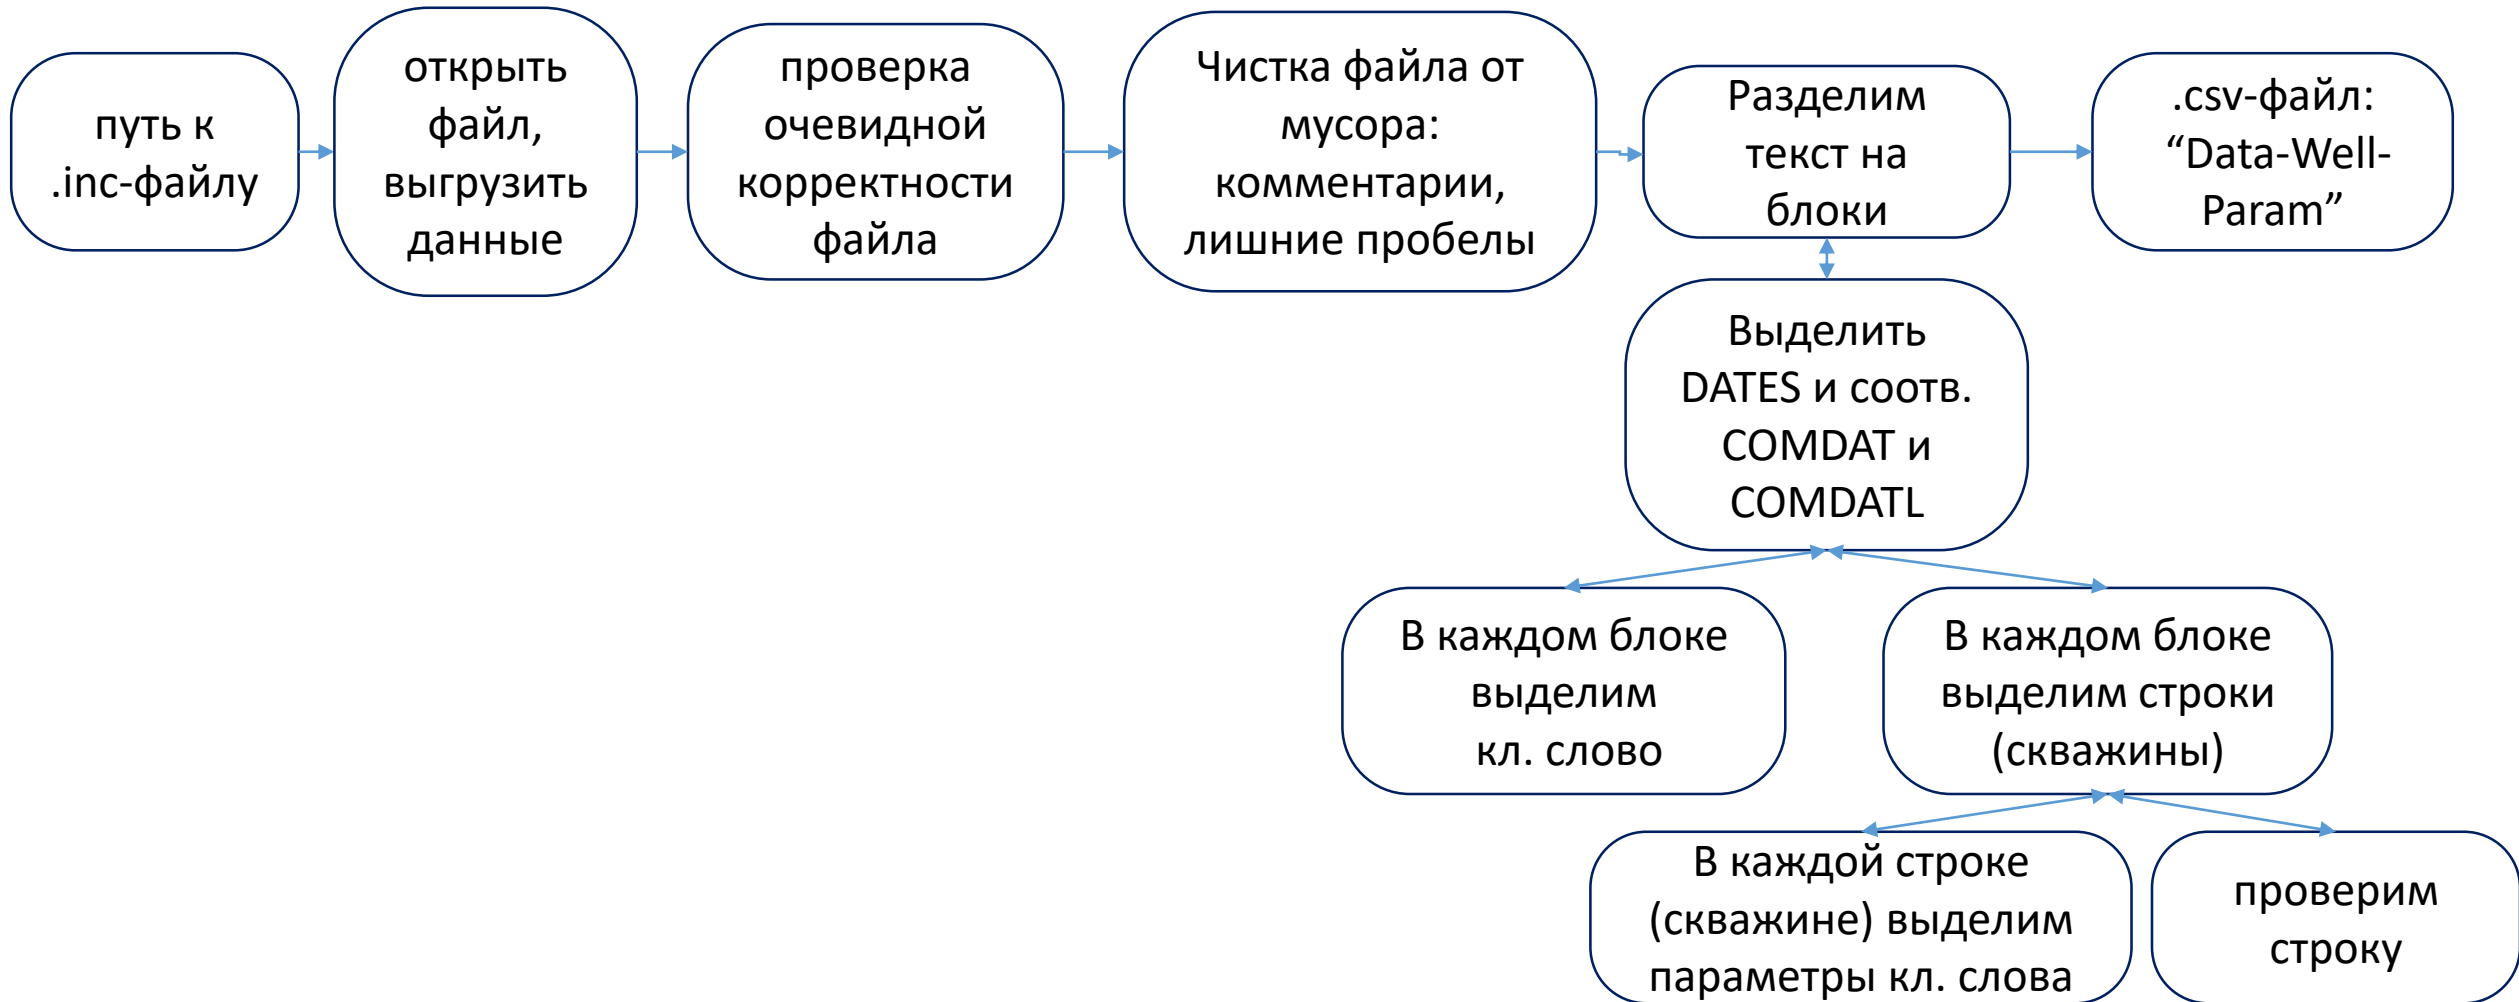 путь к
.inc-файлу
открыть
файл,
выгрузить
данные
проверка
очевидной
корректности
файла
Чистка файла от
мусора:
комментарии,
лишние пробелы
Разделим
текст на
блоки
.csv-файл:
“Data-Well-
Param”
Выделить
DATES и соотв.
COMDAT и
COMDATL
В каждом блоке
выделим
кл. слово
В каждом блоке
выделим строки
(скважины)
В каждой строке
(скважине) выделим
параметры кл. слова
проверим
строку